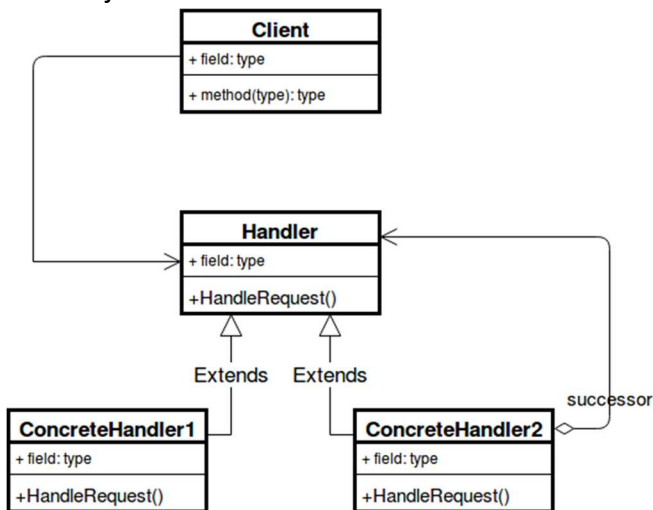 Client
+ field: type
+ method(type): type
Handler
+ field: type
+HandleRequest()
Extends
Extends
successor
ConcreteHandler1
+ field: type
+HandleRequest()
ConcreteHandler2
+ field: type
+HandleRequest()